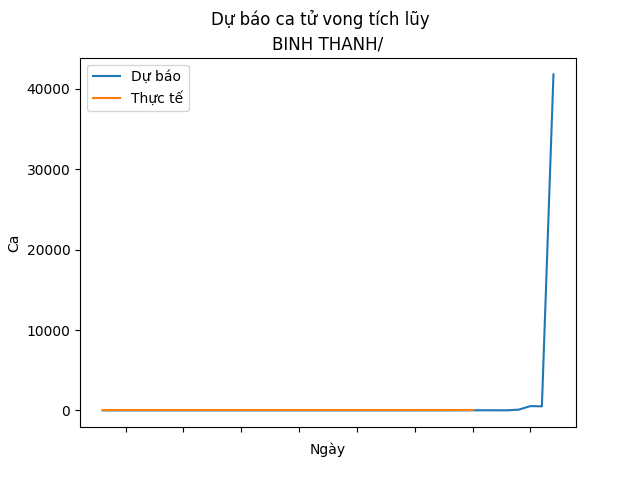 Dự báo ca tử vong tích lũy
BINH THANH/
Dự báo
Thực tế
40000
30000
20000
10000
0
Ca
Ngày